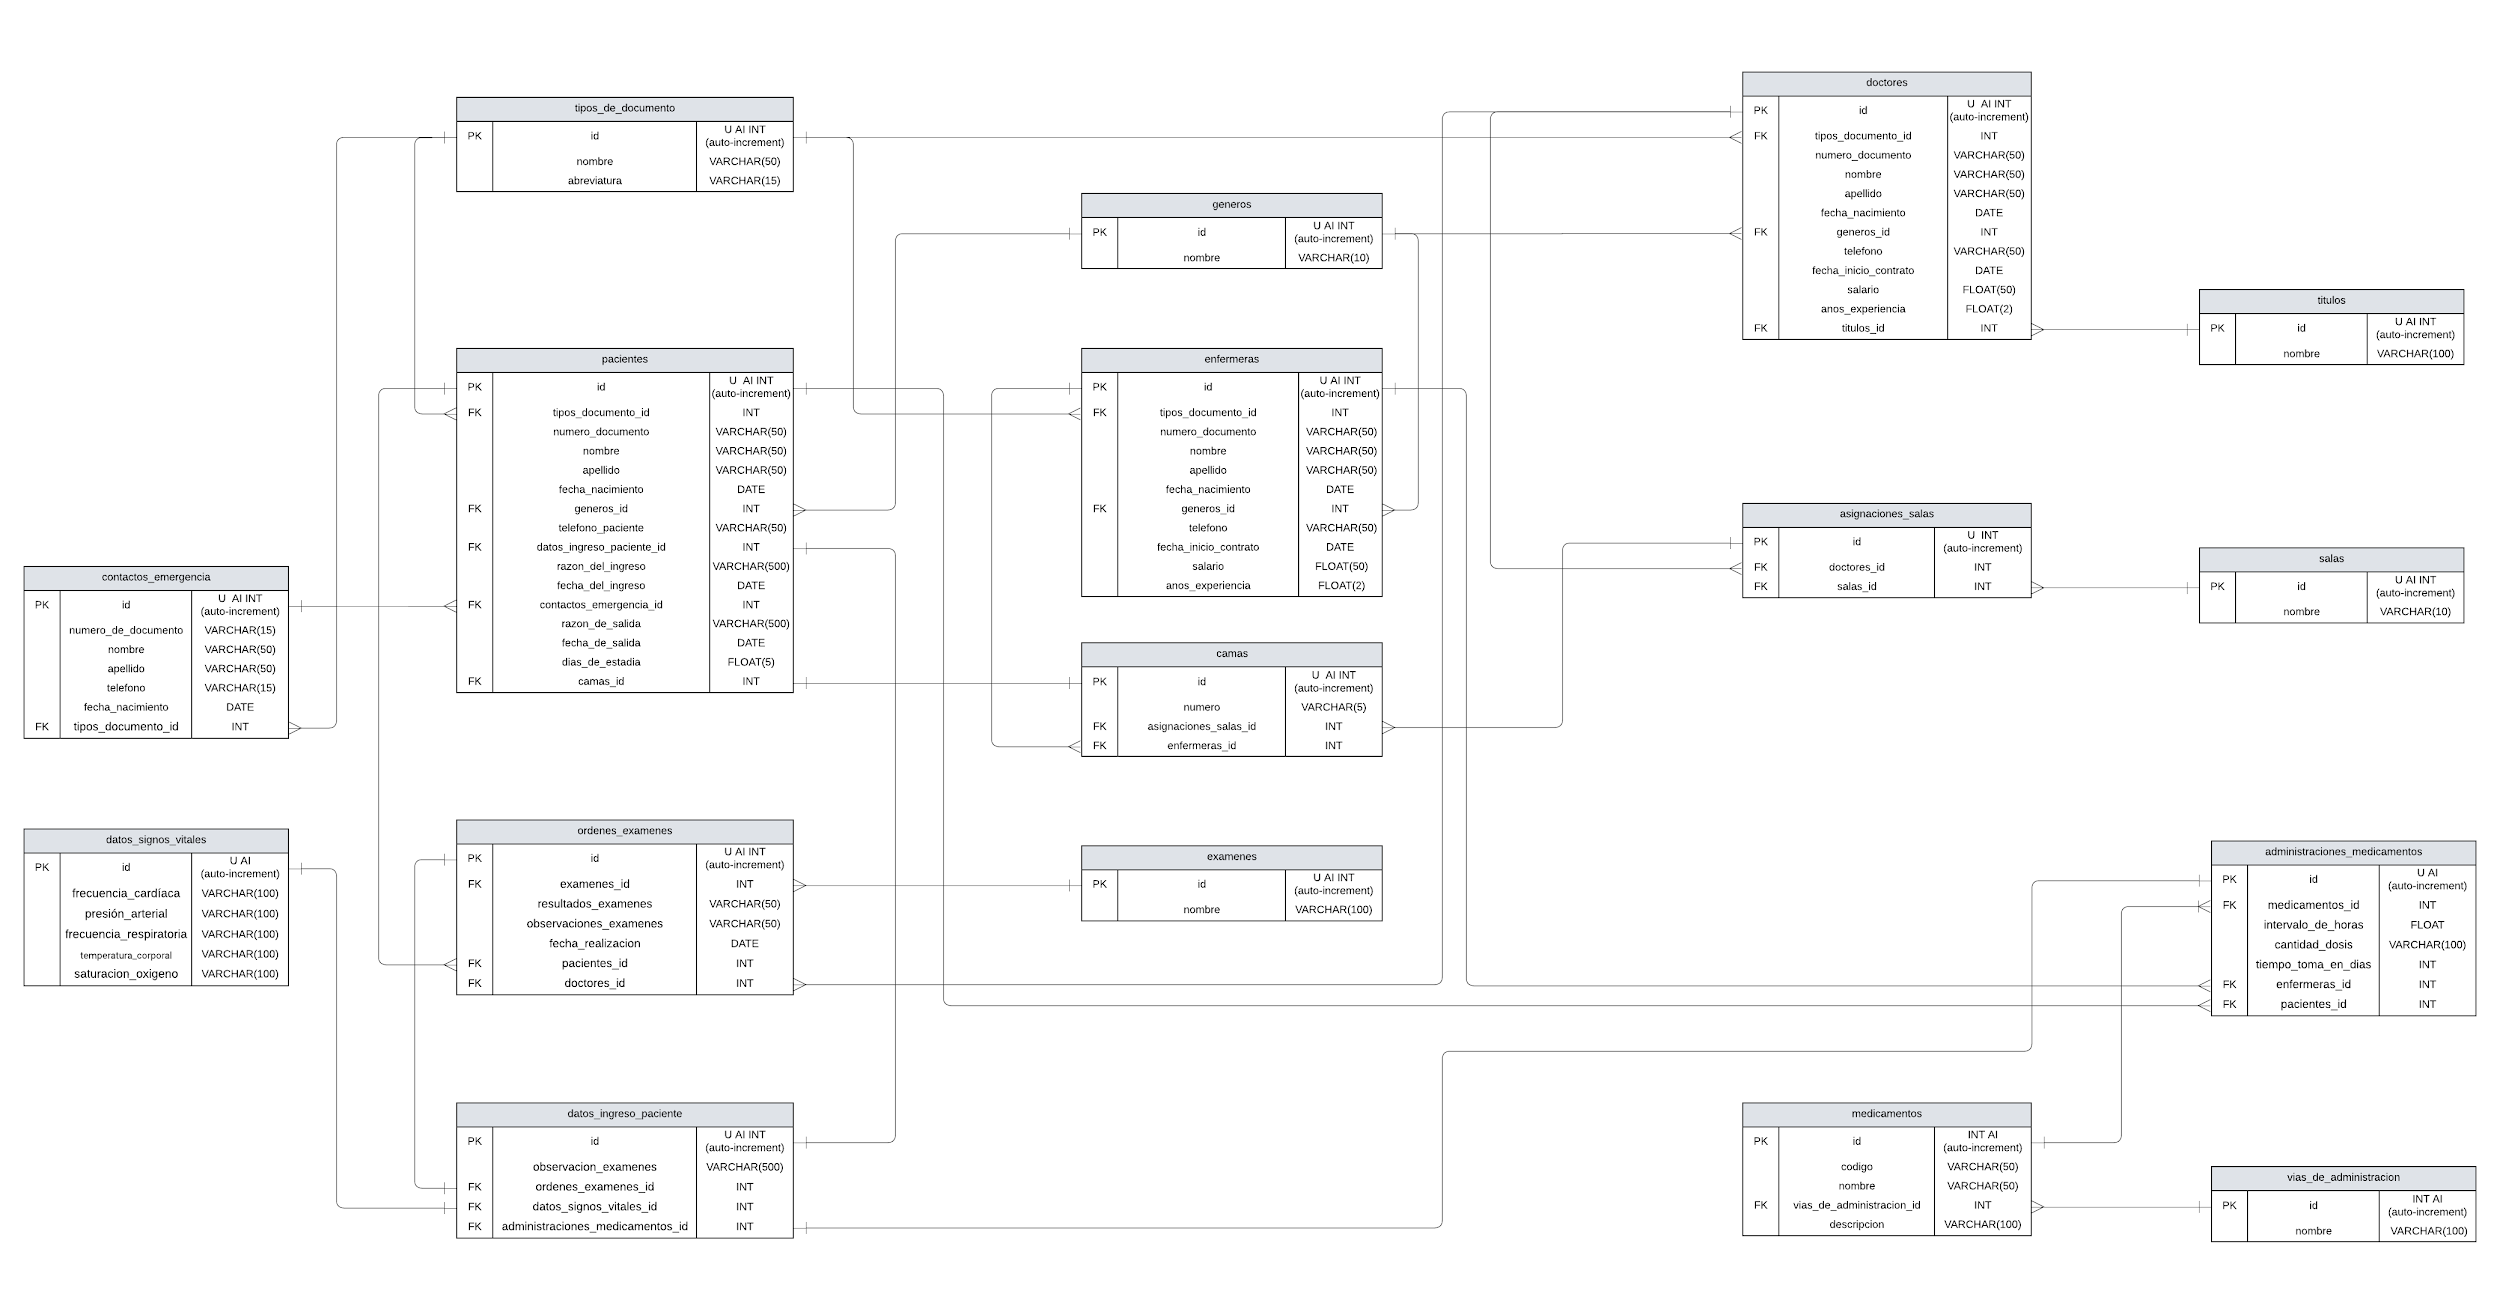 tipos_de_documento
PK id U AI INT
(auto-increment)
nombre VARCHAR(50)
abreviatura VARCHAR(15)
generos
PK id U AI INT
(auto-increment)
nombre VARCHAR(10)
doctores
PK id U AI INT
(auto-increment)
FK tipos_documento_id INT
numero_documento VARCHAR(50)
nombre VARCHAR(50)
apellido VARCHAR(50)
fecha_nacimiento DATE
FK generos_id INT
telefono VARCHAR(50)
fecha_inicio_contrato DATE
salario FLOAT(50)
anos_experiencia FLOAT(2)
FK titulos_id INT
titulos
PK id U AI INT
(auto-increment)
nombre VARCHAR(100)
pacientes
PK id U AI INT
(auto-increment)
FK tipos_documento_id INT
numero_documento VARCHAR(50)
nombre VARCHAR(50)
apellido VARCHAR(50)
fecha_nacimiento DATE
FK generos_id INT
telefono_paciente VARCHAR(50)
FK datos_ingreso_paciente_id INT
razon_del_ingreso VARCHAR(500)
fecha_del_ingreso DATE
FK contactos_emergencia_id INT
razon_de_salida VARCHAR(500)
fecha_de_salida DATE
dias_de_estadia FLOAT(5)
FK camas_id INT
enfermeras
PK id U AI INT
(auto-increment)
FK tipos_documento_id INT
numero_documento VARCHAR(50)
nombre VARCHAR(50)
apellido VARCHAR(50)
fecha_nacimiento DATE
FK generos_id INT
telefono VARCHAR(50)
fecha_inicio_contrato DATE
salario FLOAT(50)
anos_experiencia FLOAT(2)
asignaciones_salas
PK id U INT
(auto-increment)
FK doctores_id INT
FK salas_id INT
salas
PK id U AI INT
(auto-increment)
nombre VARCHAR(10)
contactos_emergencia
PK id U AI INT
(auto-increment)
numero_de_documento VARCHAR(15)
nombre VARCHAR(50)
apellido VARCHAR(50)
telefono VARCHAR(15)
fecha_nacimiento DATE
FK tipos_documento_id INT
camas
PK id U AI INT
(auto-increment)
numero VARCHAR(5)
FK asignaciones_salas_id INT
FK enfermeras_id INT
datos_signos_vitales
PK id U AI
(auto-increment)
frecuencia_cardíaca VARCHAR(100)
presión_arterial VARCHAR(100)
frecuencia_respiratoria VARCHAR(100)
temperatura_corporal VARCHAR(100)
saturacion_oxigeno VARCHAR(100)
ordenes_examenes
PK id U AI INT
(auto-increment)
FK examenes_id INT
resultados_examenes VARCHAR(50)
observaciones_examenes VARCHAR(50)
fecha_realizacion DATE
FK pacientes_id INT
FK doctores_id INT
examenes
PK id U AI INT
(auto-increment)
nombre VARCHAR(100)
administraciones_medicamentos
PK id U AI
(auto-increment)
FK medicamentos_id INT
intervalo_de_horas FLOAT
cantidad_dosis VARCHAR(100)
tiempo_toma_en_dias INT
FK enfermeras_id INT
FK pacientes_id INT
datos_ingreso_paciente
PK id U AI INT
(auto-increment)
observacion_examenes VARCHAR(500)
FK ordenes_examenes_id INT
FK datos_signos_vitales_id INT
FK administraciones_medicamentos_id INT
medicamentos
PK id INT AI
(auto-increment)
codigo VARCHAR(50)
nombre VARCHAR(50)
FK vias_de_administracion_id INT
descripcion VARCHAR(100)
vias_de_administracion
PK id INT AI
(auto-increment)
nombre VARCHAR(100)